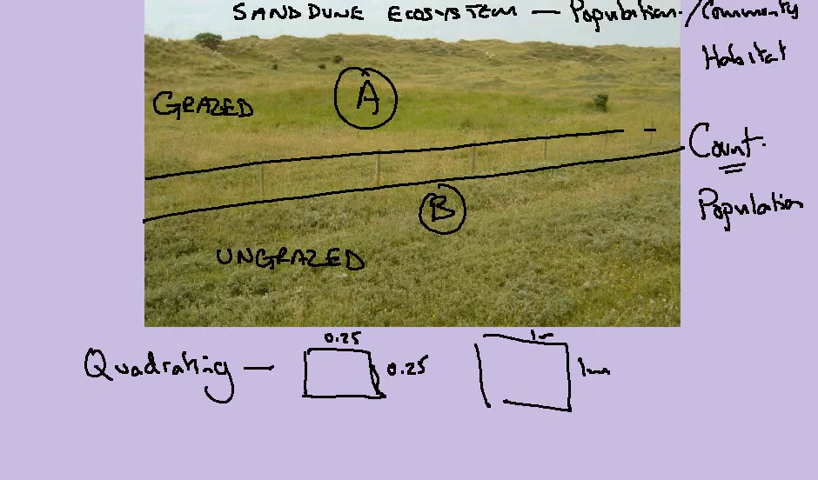 SAND DUNE ECOSYSTEM — Population / Community
Habitat
GRAZED
A
Count
Population
B
UNGRAZED
Quadrating — 0.25 0.25 1m 1m